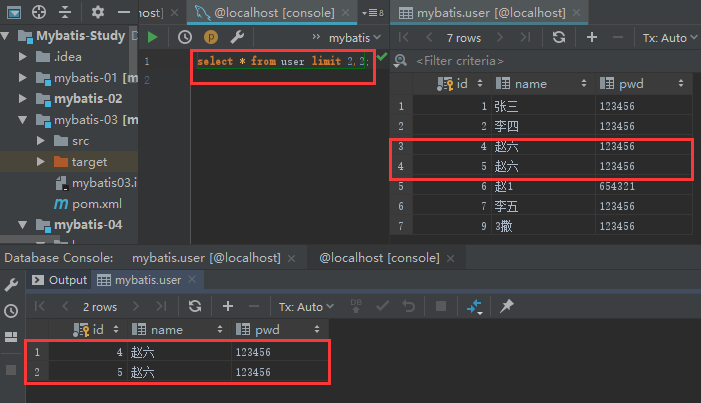 lhost]
@localhost [console]
8
mybatis.user [@localhost]
Mybatis-Study
.idea
mybatis-01
mybatis-02
mybatis-03
src
target
mybatis03.i
pom.xml
mybatis-04
mybatis
1 select * from user limit 2,2;
2
7 rows
Tx: Auto
<Filter criteria>
id name pwd
1 1 张三 123456
2 2 李四 123456
3 4 赵六 123456
4 5 赵六 123456
5 6 赵1 654321
6 7 李五 123456
7 9 3撒 123456
Database Console: mybatis.user [@localhost] @localhost [console]
Output mybatis.user
2 rows Tx: Auto DB
id name pwd
1 4 赵六 123456
2 5 赵六 123456